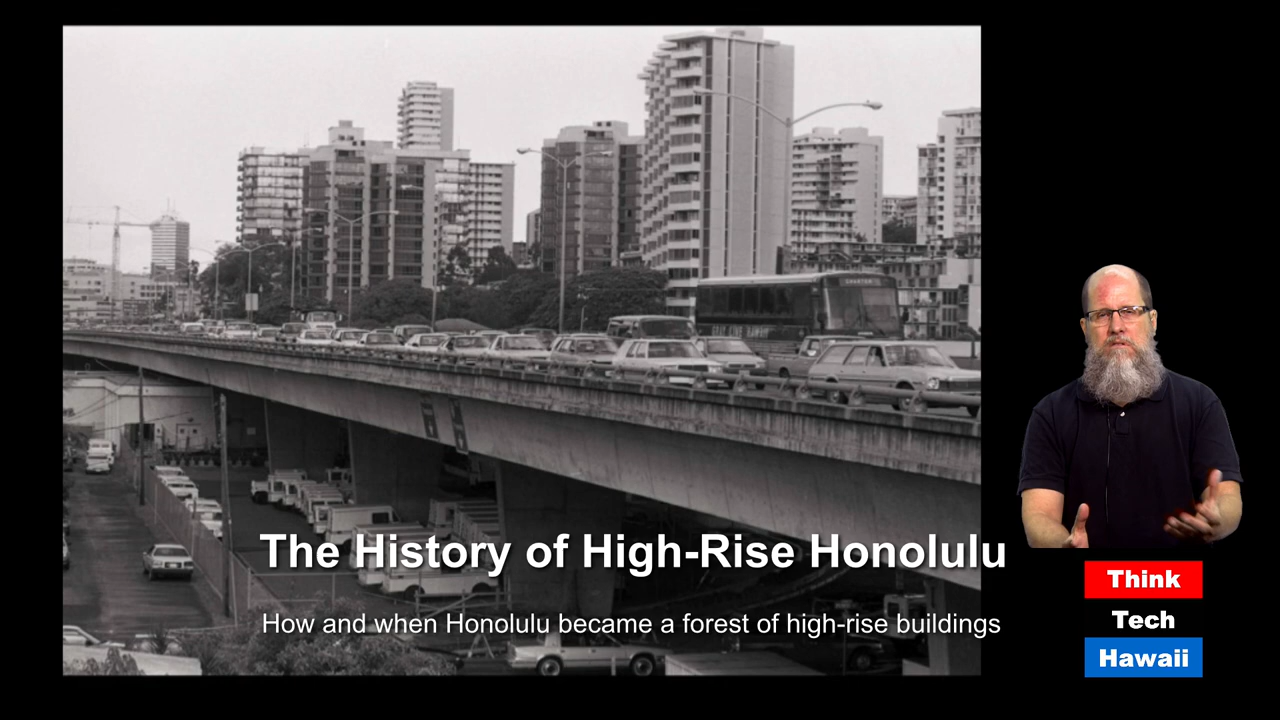 The History of High-Rise Honolulu
How and when Honolulu became a forest of high-rise buildings
Think
Tech
Hawaii